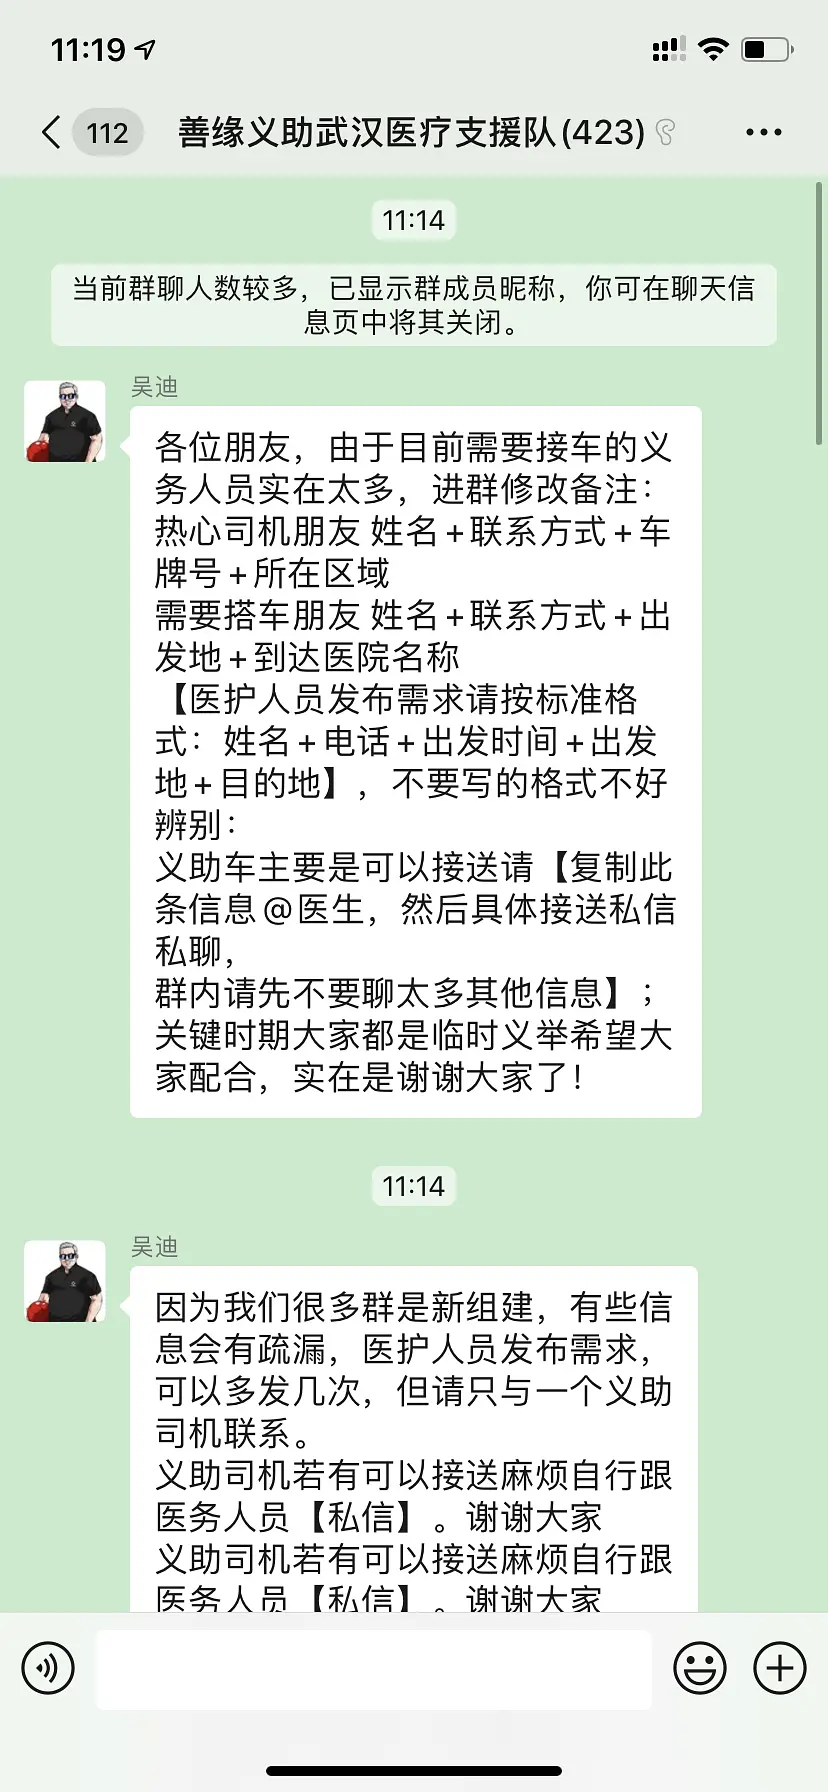 11:19
112
善缘义助武汉医疗支援队(423)
11:14
当前群聊人数较多，已显示群成员昵称，你可在聊天信
息页中将其关闭。
吴迪
各位朋友，由于目前需要接车的义
务人员实在太多，进群修改备注：
热心司机朋友 姓名+联系方式+车
牌号+所在区域
需要搭车朋友 姓名+联系方式+出
发地+到达医院名称
【医护人员发布需求请按标准格
式：姓名+电话+出发时间+出发
地+目的地】，不要写的格式不好
辨别：
义助车主要是可以接送请【复制此
条信息@医生，然后具体接送私信
私聊，
群内请先不要聊太多其他信息】；
关键时期大家都是临时义举希望大
家配合，实在是谢谢大家了！
11:14
吴迪
因为我们很多群是新组建，有些信
息会有疏漏，医护人员发布需求，
可以多发几次，但请只与一个义助
司机联系。
义助司机若有可以接送麻烦自行跟
医务人员【私信】。谢谢大家
义助司机若有可以接送麻烦自行跟
医务人员【私信】。谢谢大家